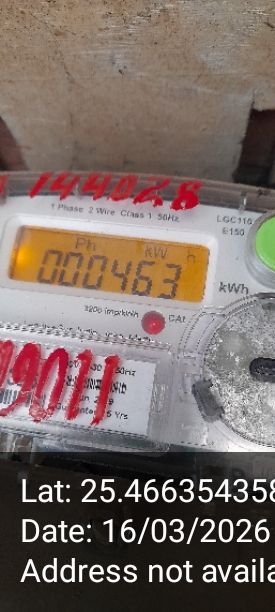 144028
1 Phase 2 Wire Class 1 50Hz
LGC116
E150
Ph kW h
000463
kWh
3200 imp/kWh
CAL
19011
50Hz
5 Yrs
Lat: 25.466354358
Date: 16/03/2026
Address not availa